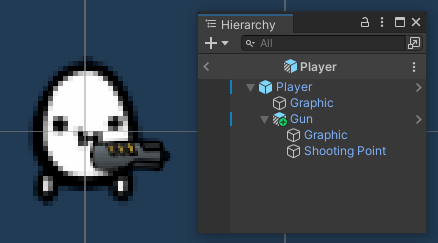 Hierarchy
All
Player
Player
Graphic
Gun
Graphic
Shooting Point